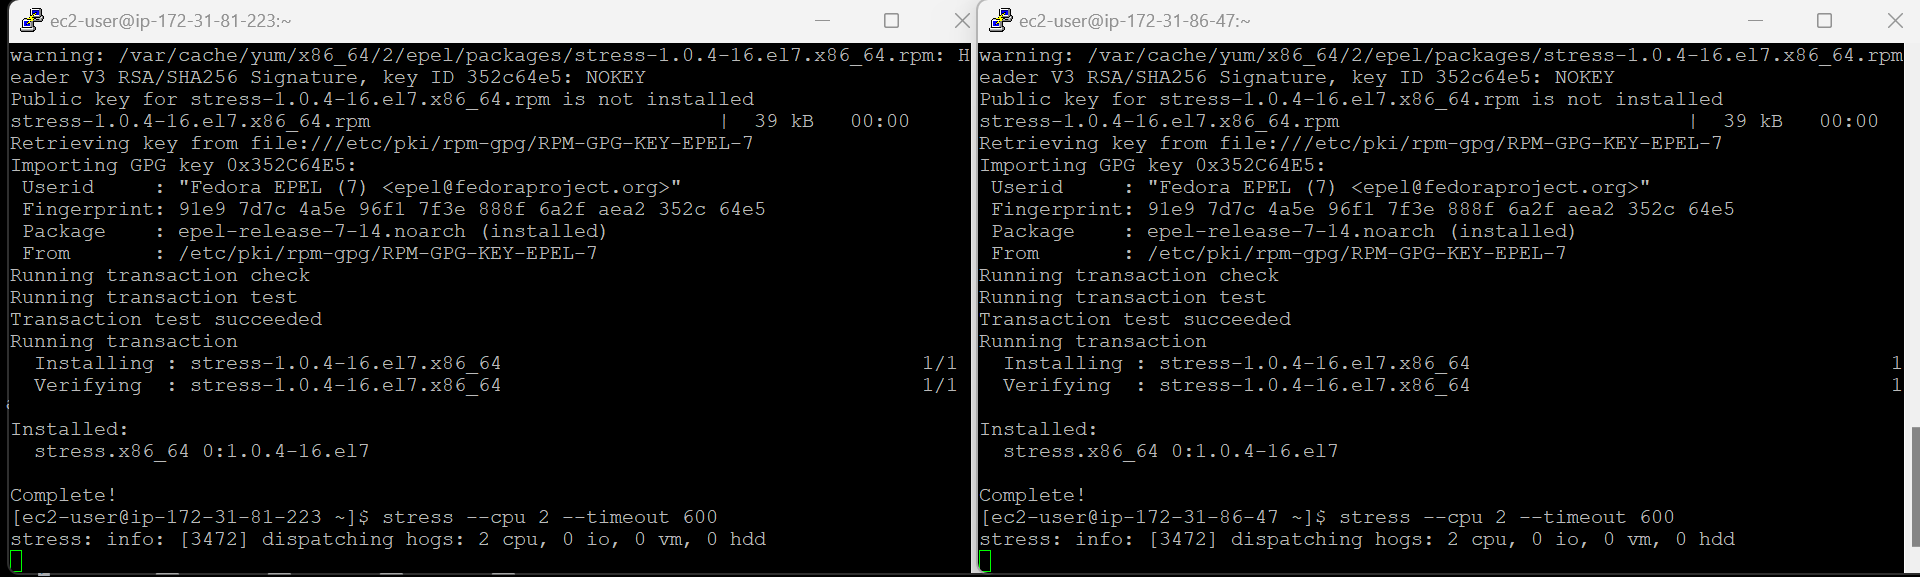 ec2-user@ip-172-31-81-223:~
warning: /var/cache/yum/x86_64/2/epel/packages/stress-1.0.4-16.el7.x86_64.rpm: H
eader V3 RSA/SHA256 Signature, key ID 352c64e5: NOKEY
Public key for stress-1.0.4-16.el7.x86_64.rpm is not installed
stress-1.0.4-16.el7.x86_64.rpm | 39 kB 00:00
Retrieving key from file:///etc/pki/rpm-gpg/RPM-GPG-KEY-EPEL-7
Importing GPG key 0x352C64E5:
Userid : "Fedora EPEL (7) <epel@fedoraproject.org>"
Fingerprint: 91e9 7d7c 4a5e 96f1 7f3e 888f 6a2f aea2 352c 64e5
Package : epel-release-7-14.noarch (installed)
From : /etc/pki/rpm-gpg/RPM-GPG-KEY-EPEL-7
Running transaction check
Running transaction test
Transaction test succeeded
Running transaction
Installing : stress-1.0.4-16.el7.x86_64 1/1
Verifying : stress-1.0.4-16.el7.x86_64 1/1
Installed:
stress.x86_64 0:1.0.4-16.el7
Complete!
[ec2-user@ip-172-31-81-223 ~]$ stress --cpu 2 --timeout 600
stress: info: [3472] dispatching hogs: 2 cpu, 0 io, 0 vm, 0 hdd
ec2-user@ip-172-31-86-47:~
warning: /var/cache/yum/x86_64/2/epel/packages/stress-1.0.4-16.el7.x86_64.rpm
eader V3 RSA/SHA256 Signature, key ID 352c64e5: NOKEY
Public key for stress-1.0.4-16.el7.x86_64.rpm is not installed
stress-1.0.4-16.el7.x86_64.rpm | 39 kB 00:00
Retrieving key from file:///etc/pki/rpm-gpg/RPM-GPG-KEY-EPEL-7
Importing GPG key 0x352C64E5:
Userid : "Fedora EPEL (7) <epel@fedoraproject.org>"
Fingerprint: 91e9 7d7c 4a5e 96f1 7f3e 888f 6a2f aea2 352c 64e5
Package : epel-release-7-14.noarch (installed)
From : /etc/pki/rpm-gpg/RPM-GPG-KEY-EPEL-7
Running transaction check
Running transaction test
Transaction test succeeded
Running transaction
Installing : stress-1.0.4-16.el7.x86_64 1
Verifying : stress-1.0.4-16.el7.x86_64 1
Installed:
stress.x86_64 0:1.0.4-16.el7
Complete!
[ec2-user@ip-172-31-86-47 ~]$ stress --cpu 2 --timeout 600
stress: info: [3472] dispatching hogs: 2 cpu, 0 io, 0 vm, 0 hdd